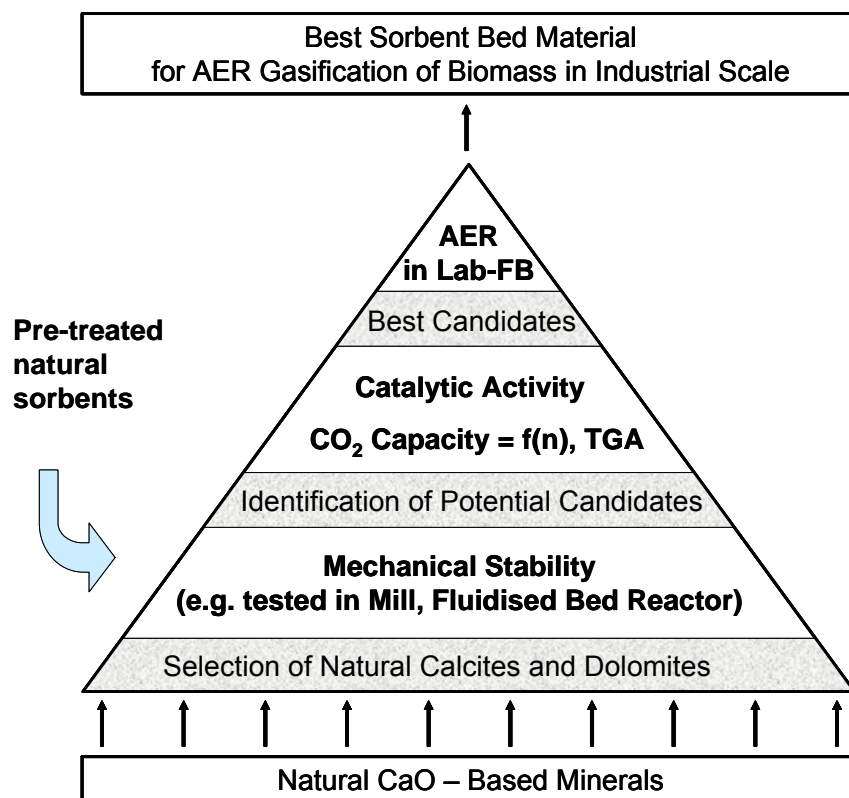 Best Sorbent Bed Material
for AER Gasification of Biomass in Industrial Scale
AER
in Lab-FB
Best Candidates
Pre-treated
natural
sorbents
Catalytic Activity
CO₂ Capacity = f(n), TGA
Identification of Potential Candidates
Mechanical Stability
(e.g. tested in Mill, Fluidised Bed Reactor)
Selection of Natural Calcites and Dolomites
Natural CaO – Based Minerals